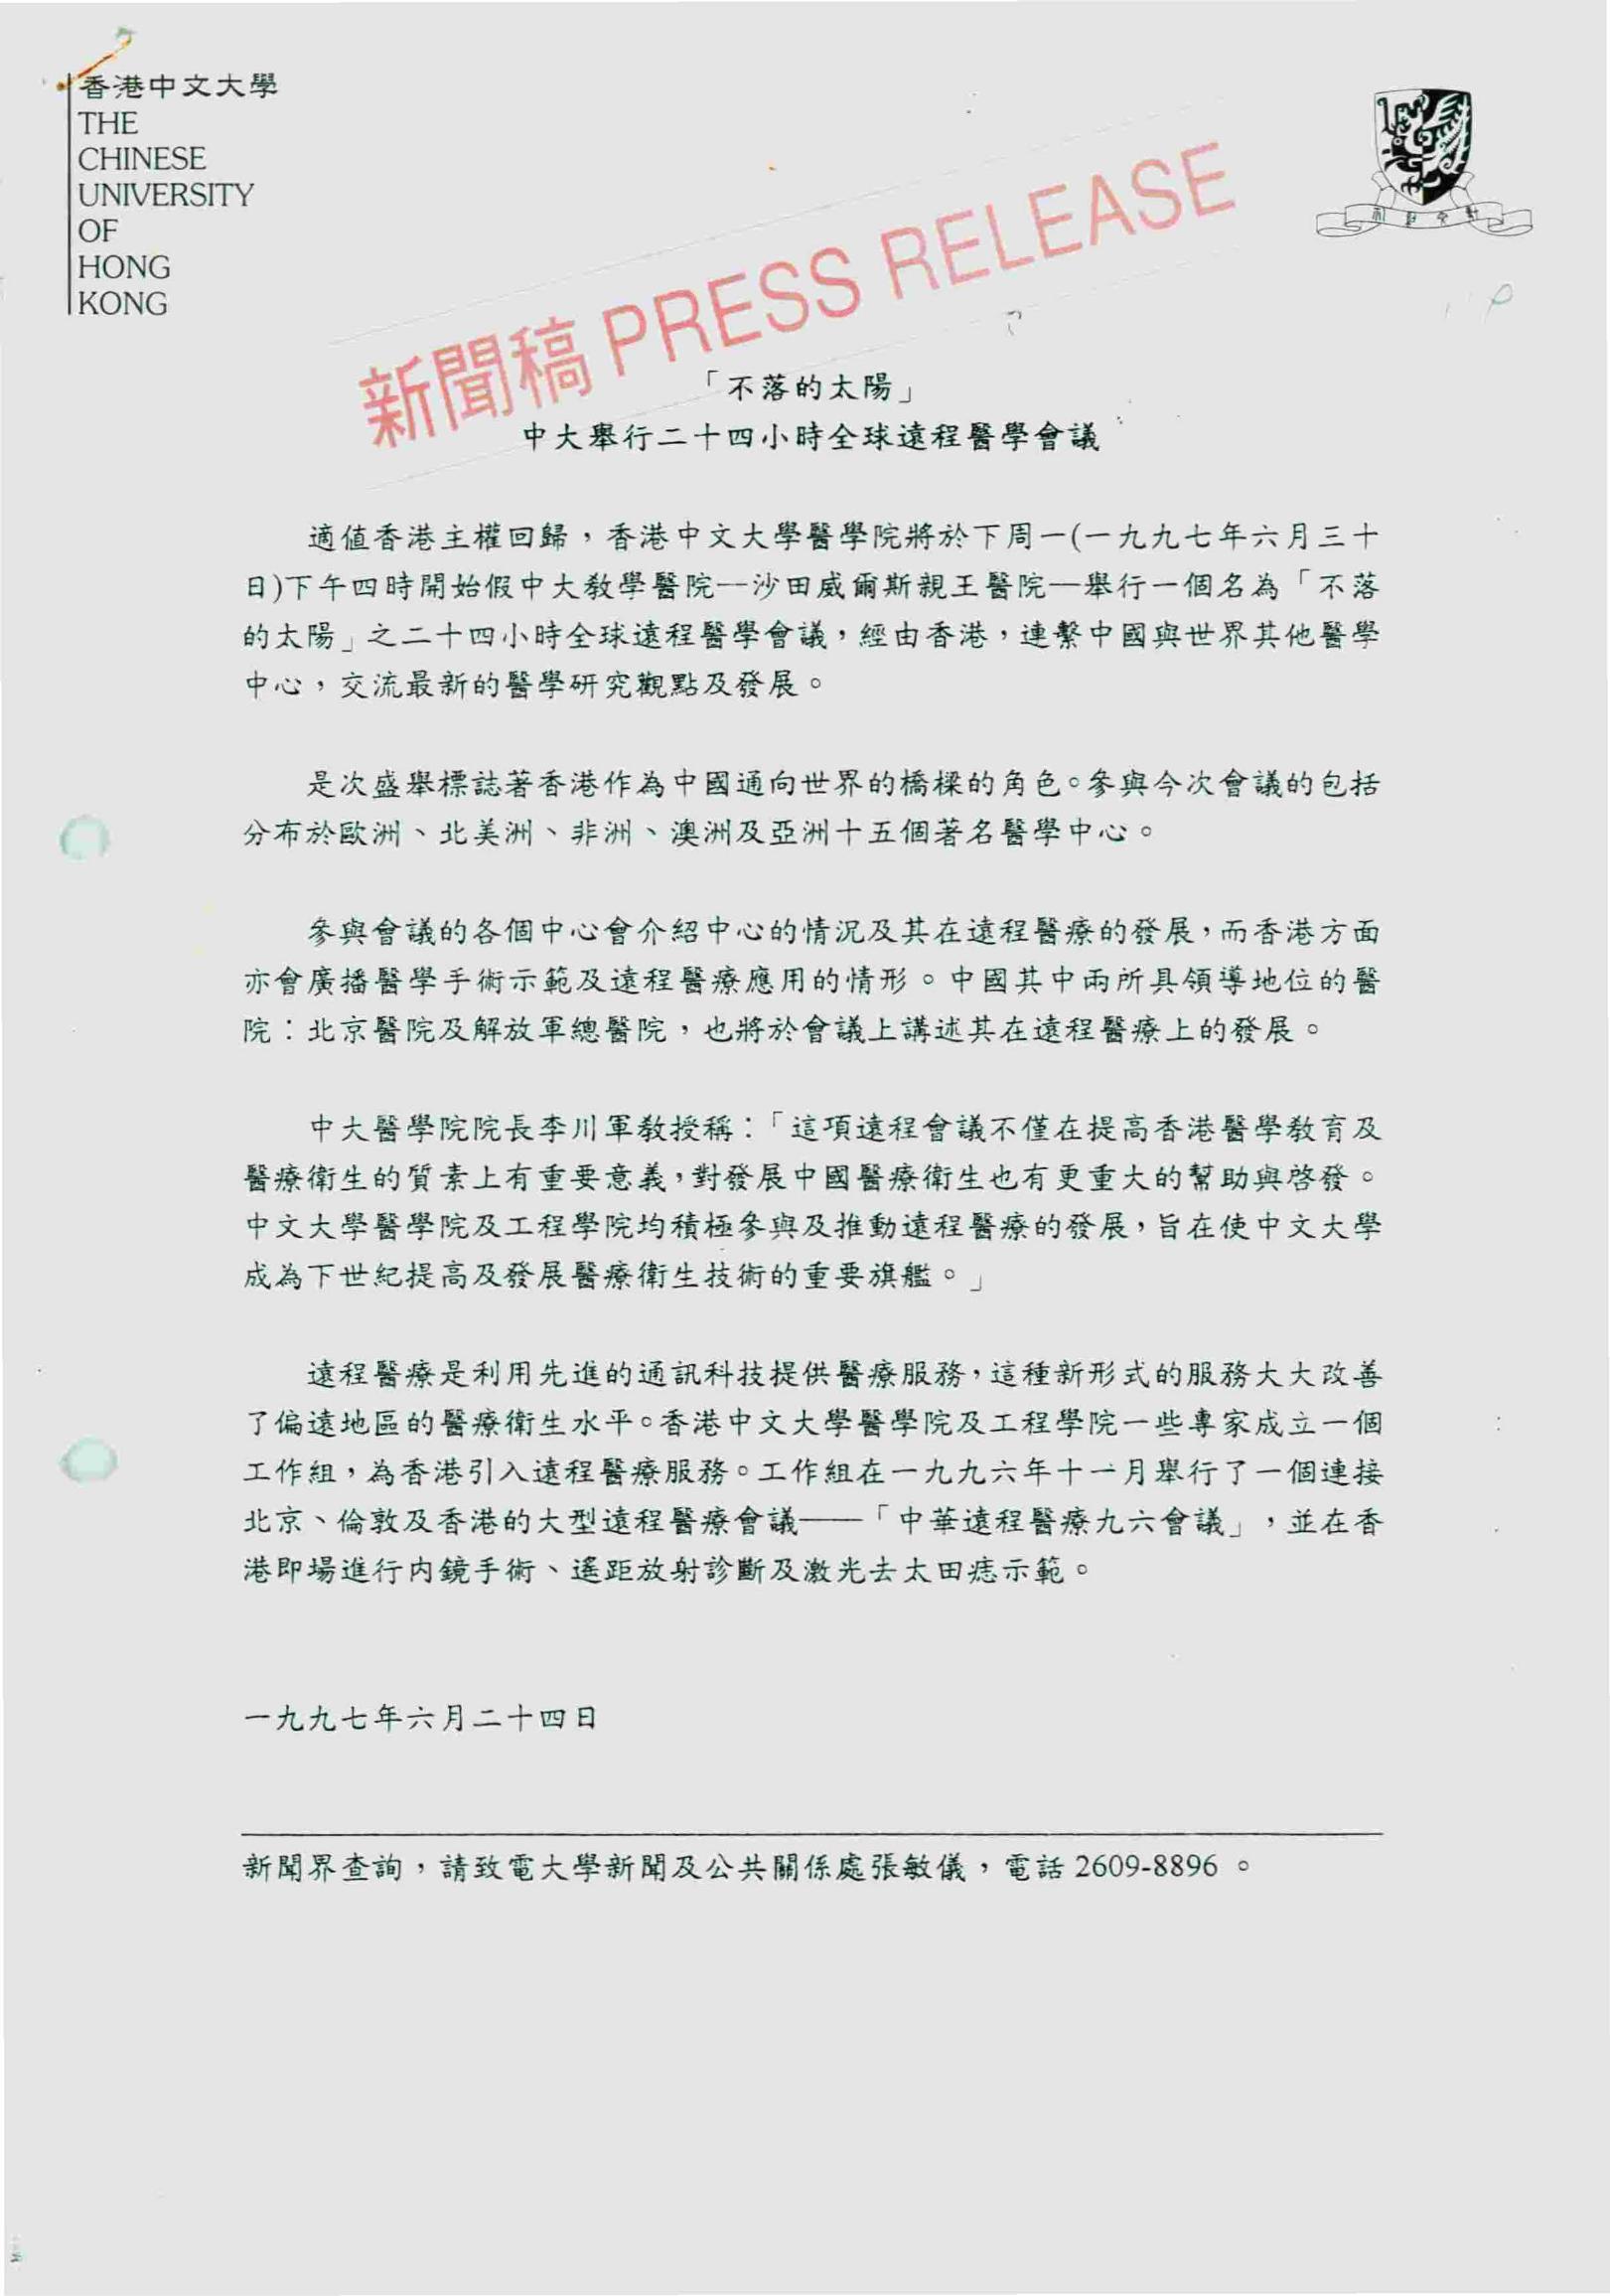 香港中文大學
THE
CHINESE
UNIVERSITY
OF
HONG
KONG
新聞稿 PRESS RELEASE
「不落的太陽」
中大舉行二十四小時全球遠程醫學會議
適值香港主權回歸，香港中文大學醫學院將於下周一(一九九七年六月三十
日)下午四時開始假中大教學醫院—沙田威爾斯親王醫院—舉行一個名為「不落
的太陽」之二十四小時全球遠程醫學會議，經由香港，連繫中國與世界其他醫學
中心，交流最新的醫學研究觀點及發展。
是次盛舉標誌著香港作為中國通向世界的橋樑的角色。參與今次會議的包括
分布於歐洲、北美洲、非洲、澳洲及亞洲十五個著名醫學中心。
參與會議的各個中心會介紹中心的情況及其在遠程醫療的發展，而香港方面
亦會廣播醫學手術示範及遠程醫療應用的情形。中國其中兩所具領導地位的醫
院：北京醫院及解放軍總醫院，也將於會議上講述其在遠程醫療上的發展。
中大醫學院院長李川軍教授稱：「這項遠程會議不僅在提高香港醫學教育及
醫療衛生的質素上有重要意義，對發展中國醫療衛生也有更重大的幫助與啓發。
中文大學醫學院及工程學院均積極參與及推動遠程醫療的發展，旨在使中文大學
成為下世紀提高及發展醫療衛生技術的重要旗艦。」
遠程醫療是利用先進的通訊科技提供醫療服務，這種新形式的服務大大改善
了偏遠地區的醫療衛生水平。香港中文大學醫學院及工程學院一些專家成立一個
工作組，為香港引入遠程醫療服務。工作組在一九九六年十一月舉行了一個連接
北京、倫敦及香港的大型遠程醫療會議——「中華遠程醫療九六會議」，並在香
港即場進行內鏡手術、遙距放射診斷及激光去太田痣示範。
一九九七年六月二十四日
新聞界查詢，請致電大學新聞及公共關係處張敏儀，電話 2609-8896 。